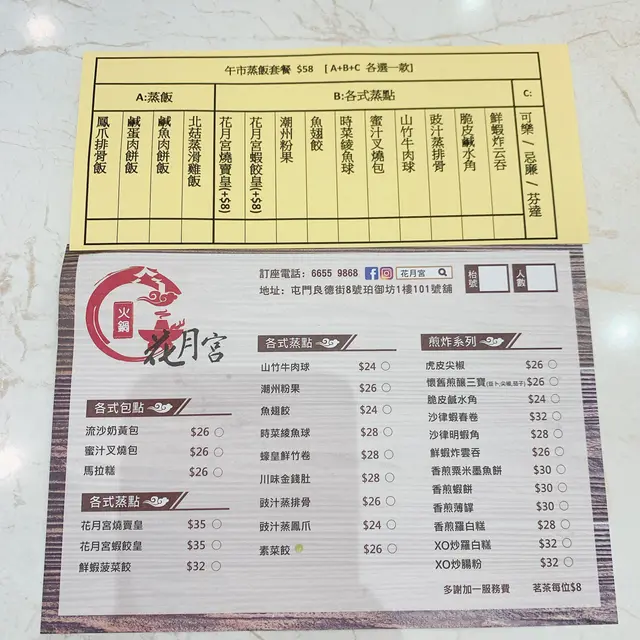 午市蒸飯套餐 $58 [A+B+C 各選一款]
A:蒸飯
B:各式蒸點
C:
鳳爪排骨飯
鹹蛋肉餅飯
鹹魚肉餅飯
北菇蒸滑雞飯
花月宮燒賣皇(+$8)
花月宮蝦餃皇(+$8)
潮州粉果
魚翅餃
時菜綾魚球
蜜汁叉燒包
山竹牛肉球
豉汁蒸排骨
脆皮鹹水角
鮮蝦炸云吞
可樂 / 忌廉 / 芬達
訂座電話：6655 9868 花月宮
地址：屯門良德街8號珀御坊1樓101號舖
枱號
人數
火鍋
花月宮
各式包點
流沙奶黃包 $26
蜜汁叉燒包 $26
馬拉糕 $26
各式蒸點
花月宮燒賣皇 $35
花月宮蝦餃皇 $35
鮮蝦菠菜餃 $32
各式蒸點
山竹牛肉球 $24
潮州粉果 $26
魚翅餃 $24
時菜綾魚球 $28
蠔皇鮮竹卷 $28
川味金錢肚 $28
豉汁蒸排骨 $26
豉汁蒸鳳爪 $24
素菜餃 $26
煎炸系列
虎皮尖椒 $26
懷舊煎釀三寶(豆卜,尖椒,茄子) $26
脆皮鹹水角 $24
沙律蝦春卷 $32
沙律明蝦角 $28
鮮蝦炸雲吞 $26
香煎粟米墨魚餅 $30
香煎蝦餅 $30
香煎薄罉 $30
香煎羅白糕 $28
XO炒羅白糕 $32
XO炒腸粉 $32
多謝加一服務費 茗茶每位$8